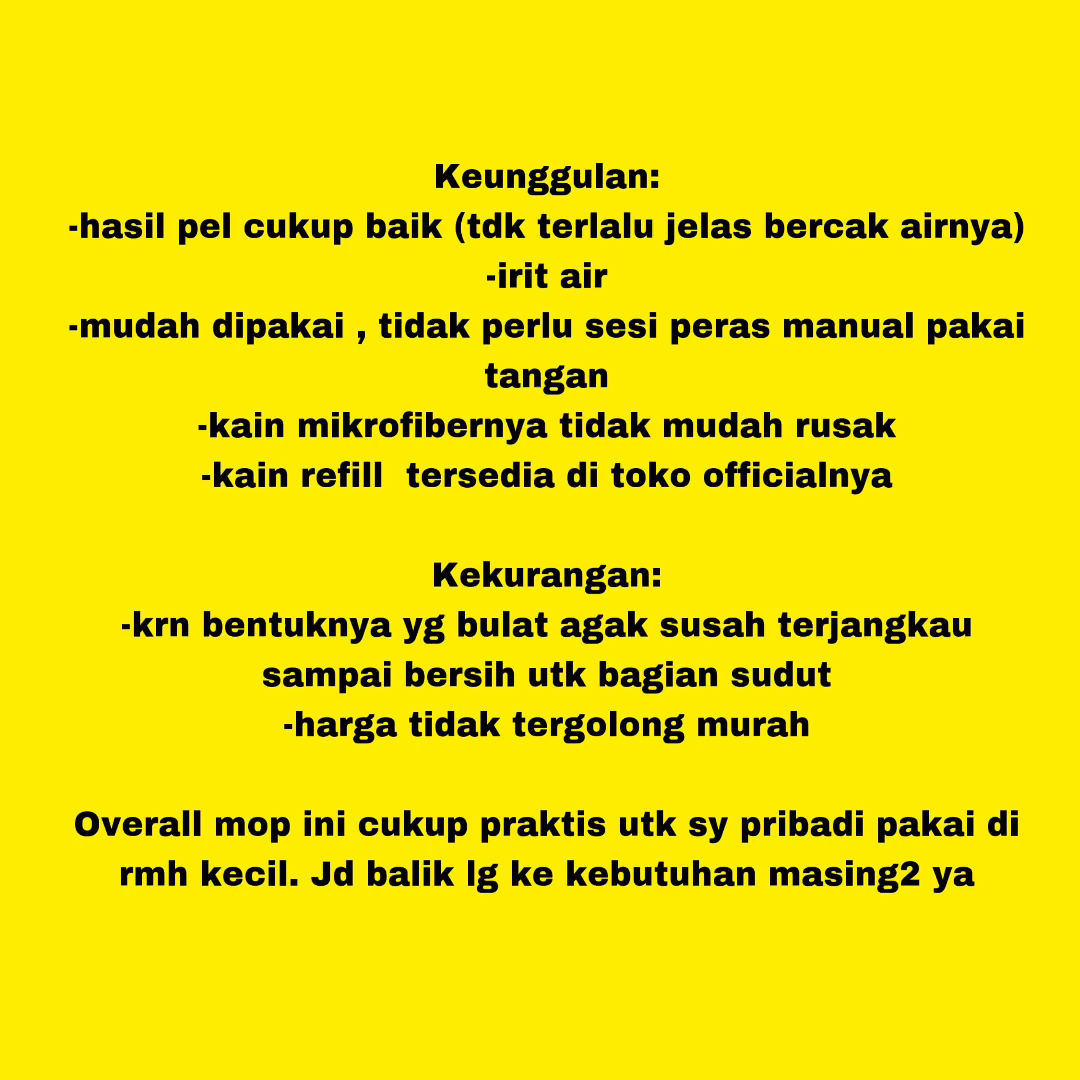 Keunggulan:
-hasil pel cukup baik (tdk terlalu jelas bercak airnya)
-irit air
-mudah dipakai , tidak perlu sesi peras manual pakai
tangan
-kain mikrofibernya tidak mudah rusak
-kain refill  tersedia di toko officialnya

Kekurangan:
-krn bentuknya yg bulat agak susah terjangkau
sampai bersih utk bagian sudut
-harga tidak tergolong murah

Overall mop ini cukup praktis utk sy pribadi pakai di
rmh kecil. Jd balik lg ke kebutuhan masing2 ya